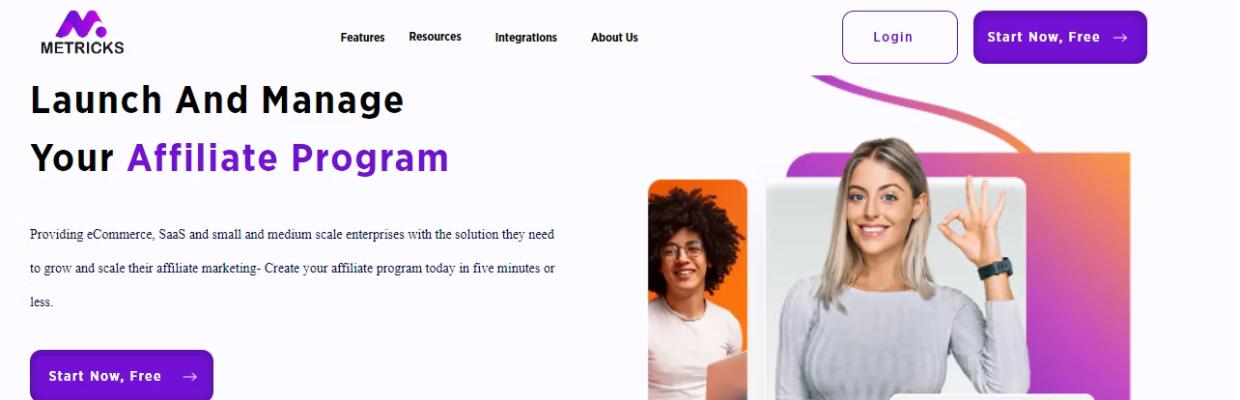 METRICKS
Features Resources Integrations About Us Login Start Now, Free
Launch And Manage
Your Affiliate Program
Providing eCommerce, SaaS and small and medium scale enterprises with the solution they need
to grow and scale their affiliate marketing- Create your affiliate program today in five minutes or
less.
Start Now, Free